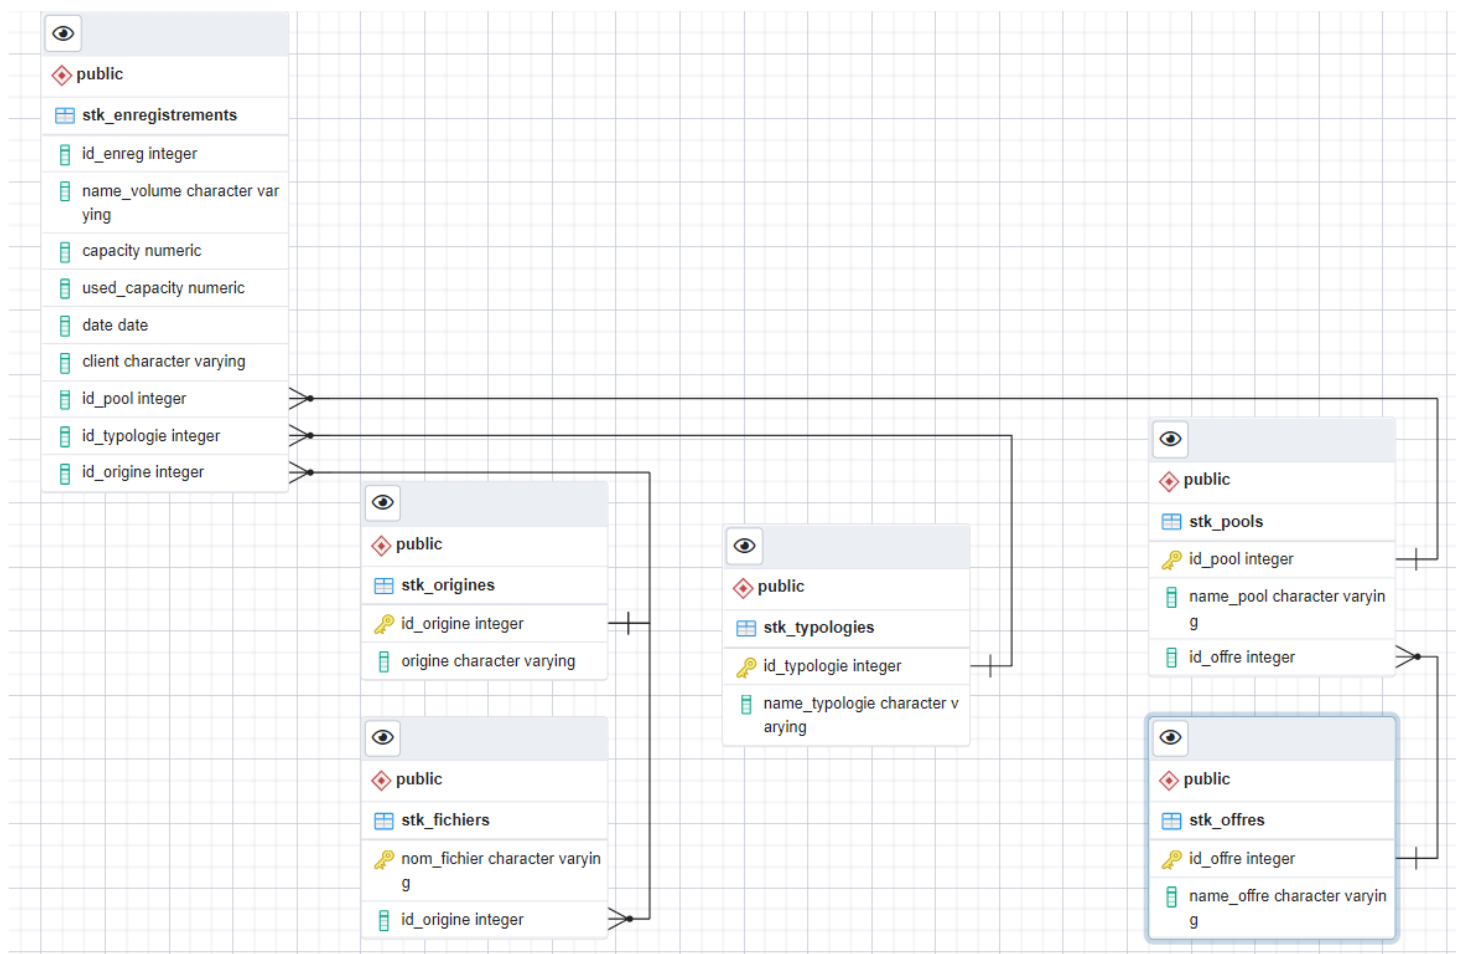 public
stk_enregistrements
id_enreg integer
name_volume character var
ying
capacity numeric
used_capacity numeric
date date
client character varying
id_pool integer
id_typologie integer
id_origine integer
public
stk_origines
id_origine integer
origine character varying
public
stk_fichiers
nom_fichier character varyin
g
id_origine integer
public
stk_typologies
id_typologie integer
name_typologie character v
arying
public
stk_pools
id_pool integer
name_pool character varyin
g
id_offre integer
public
stk_offres
id_offre integer
name_offre character varyin
g